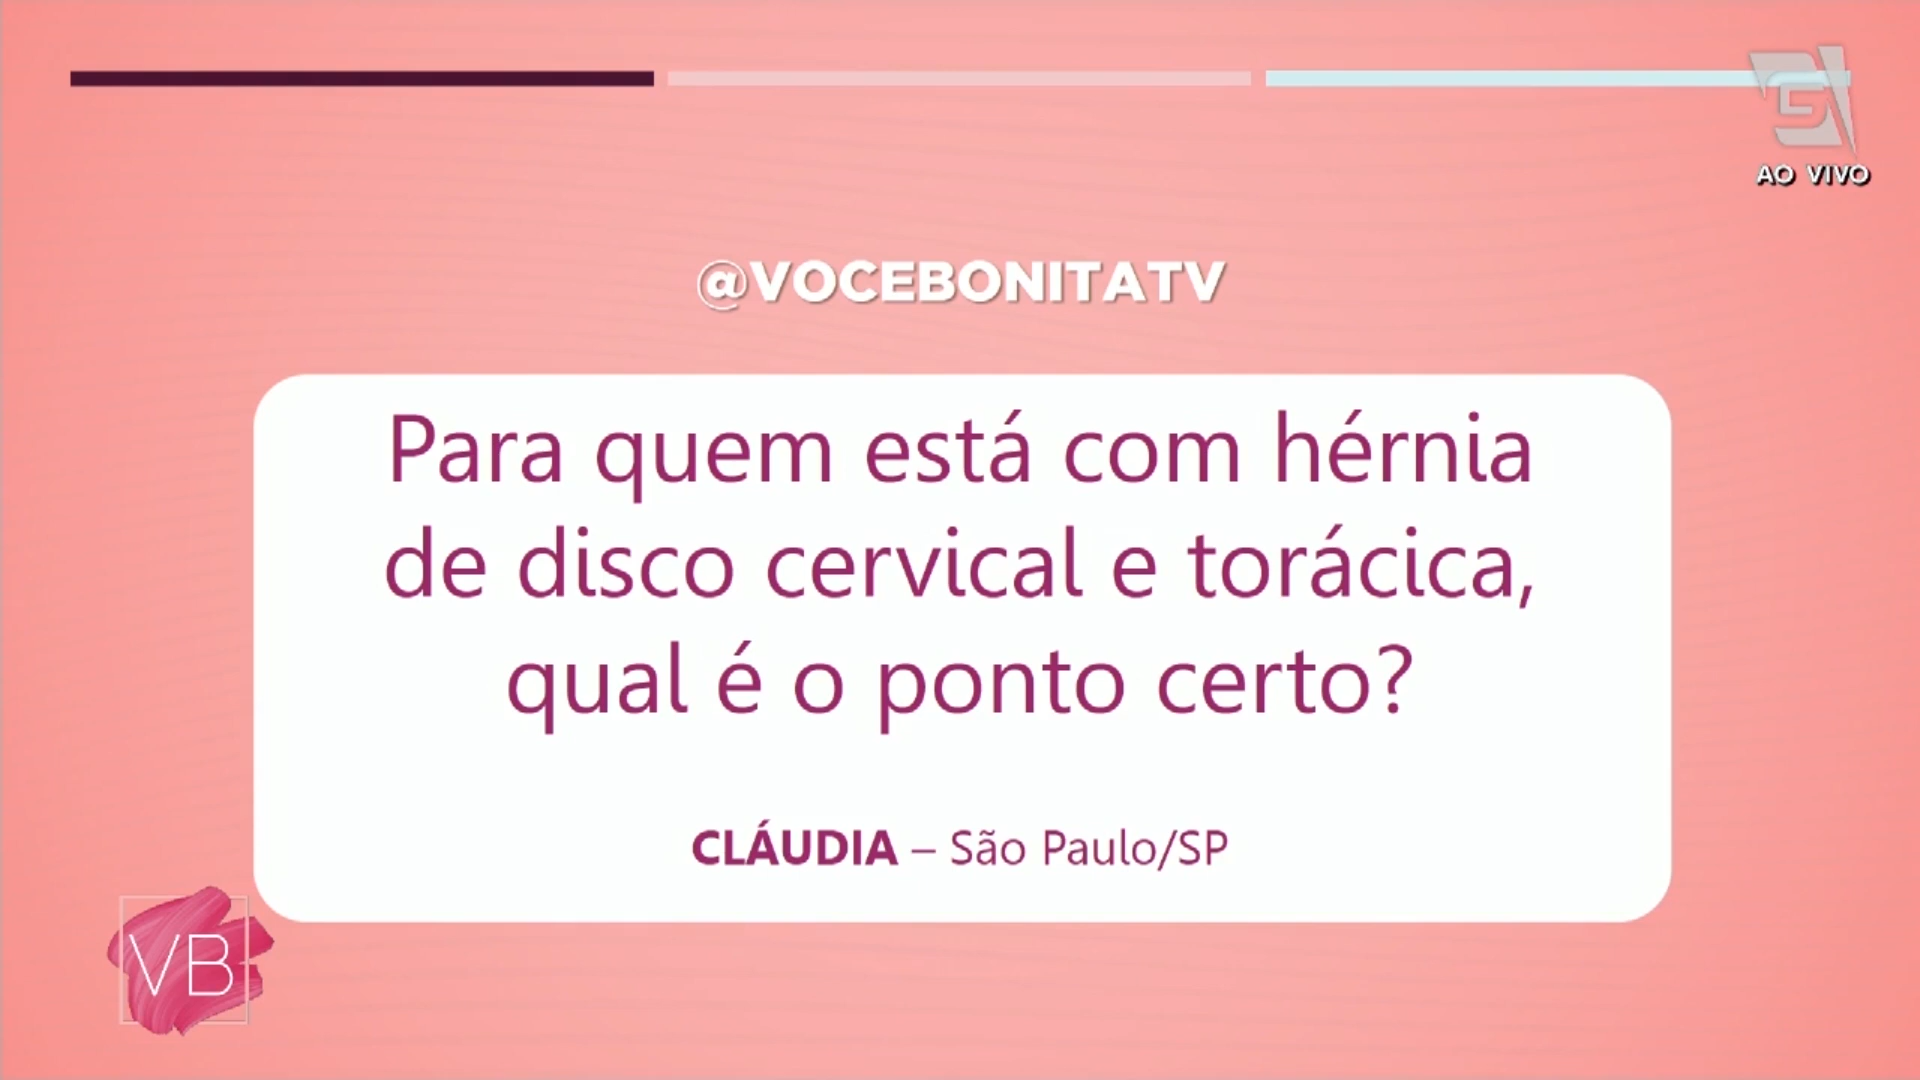 AO VIVO
@VOCEBONITATV
Para quem está com hérnia
de disco cervical e torácica,
qual é o ponto certo?
CLÁUDIA – São Paulo/SP
VB